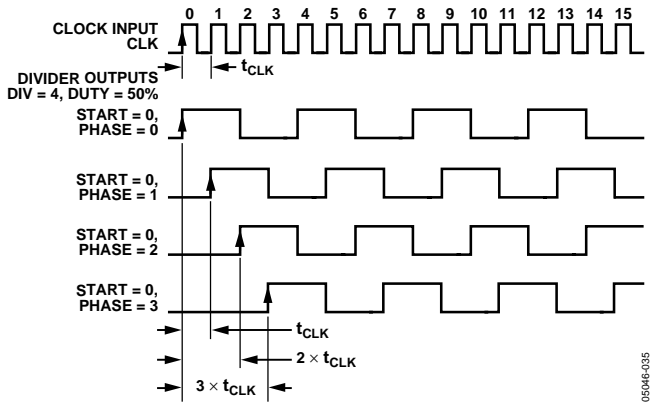 0 1 2 3 4 5 6 7 8 9 10 11 12 13 14 15
CLOCK INPUT
CLK
tCLK
DIVIDER OUTPUTS
DIV = 4, DUTY = 50%
START = 0,
PHASE = 0
START = 0,
PHASE = 1
START = 0,
PHASE = 2
START = 0,
PHASE = 3
tCLK
2 × tCLK
3 × tCLK
05046-035